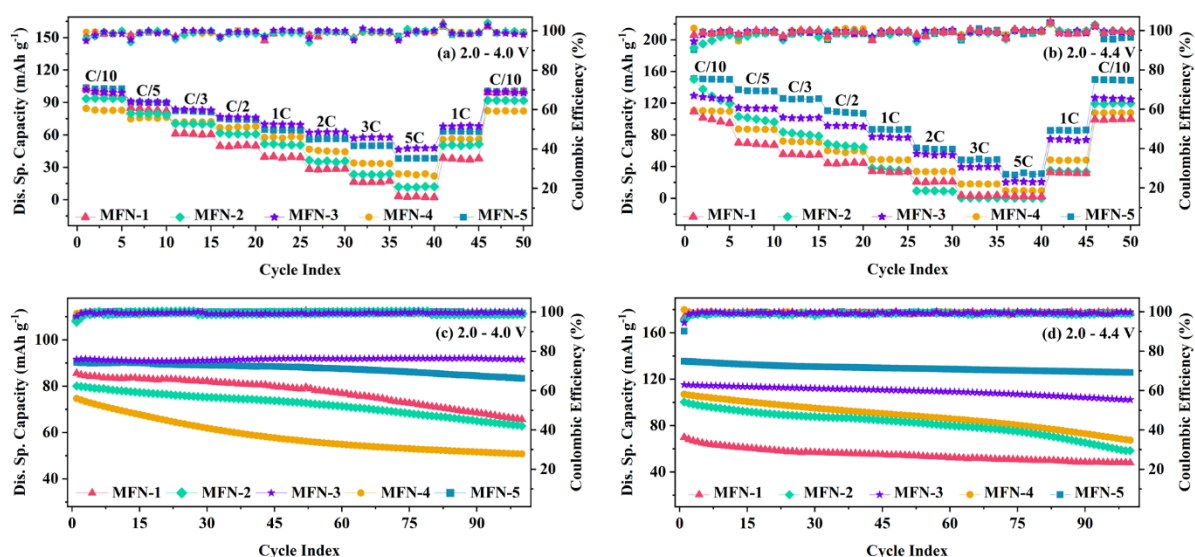 (a) 2.0 - 4.0 V
Dis. Sp. Capacity (mAh g⁻¹)
150
120
90
60
30
0
C/10 C/5 C/3 C/2 1C 2C 3C 5C 1C C/10
MFN-1 MFN-2 MFN-3 MFN-4 MFN-5
0 5 10 15 20 25 30 35 40 45 50
Cycle Index
100
80
60
40
20
Coulombic Efficiency (%)
(b) 2.0 - 4.4 V
Dis. Sp. Capacity (mAh g⁻¹)
200
160
120
80
40
0
C/10 C/5 C/3 C/2 1C 2C 3C 5C 1C C/10
MFN-1 MFN-2 MFN-3 MFN-4 MFN-5
0 5 10 15 20 25 30 35 40 45 50
Cycle Index
100
80
60
40
20
Coulombic Efficiency (%)
(c) 2.0 - 4.0 V
Dis. Sp. Capacity (mAh g⁻¹)
100
80
60
40
MFN-1 MFN-2 MFN-3 MFN-4 MFN-5
0 15 30 45 60 75 90
Cycle Index
100
80
60
40
20
Coulombic Efficiency (%)
(d) 2.0 - 4.4 V
Dis. Sp. Capacity (mAh g⁻¹)
160
120
80
40
MFN-1 MFN-2 MFN-3 MFN-4 MFN-5
0 15 30 45 60 75 90
Cycle Index
100
80
60
40
20
Coulombic Efficiency (%)